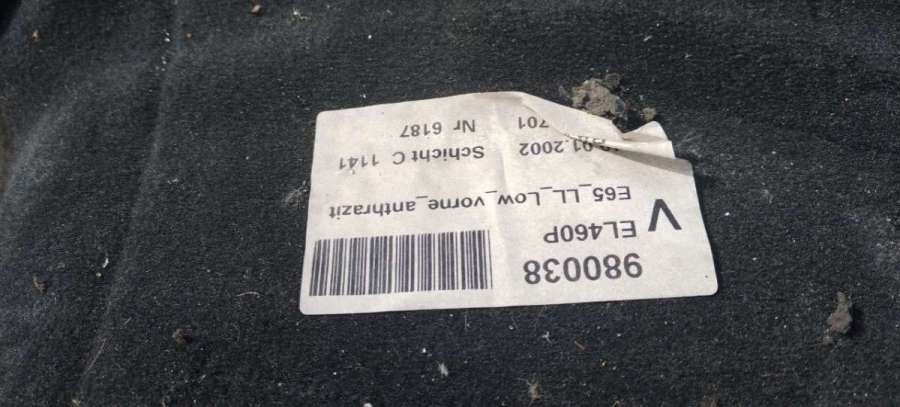 980038
V EL460P
E65_LL_Low_vorne_anthrazit
.01.2002 Schicht C 1141
701 Nr 6187